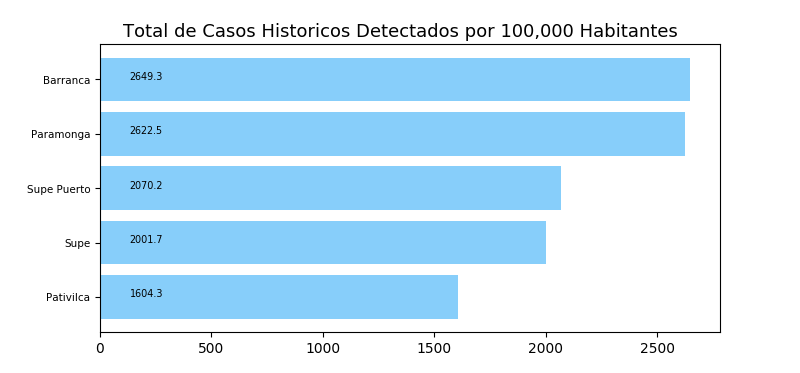 Total de Casos Historicos Detectados por 100,000 Habitantes
Barranca 2649.3
Paramonga 2622.5
Supe Puerto 2070.2
Supe 2001.7
Pativilca 1604.3
0 500 1000 1500 2000 2500